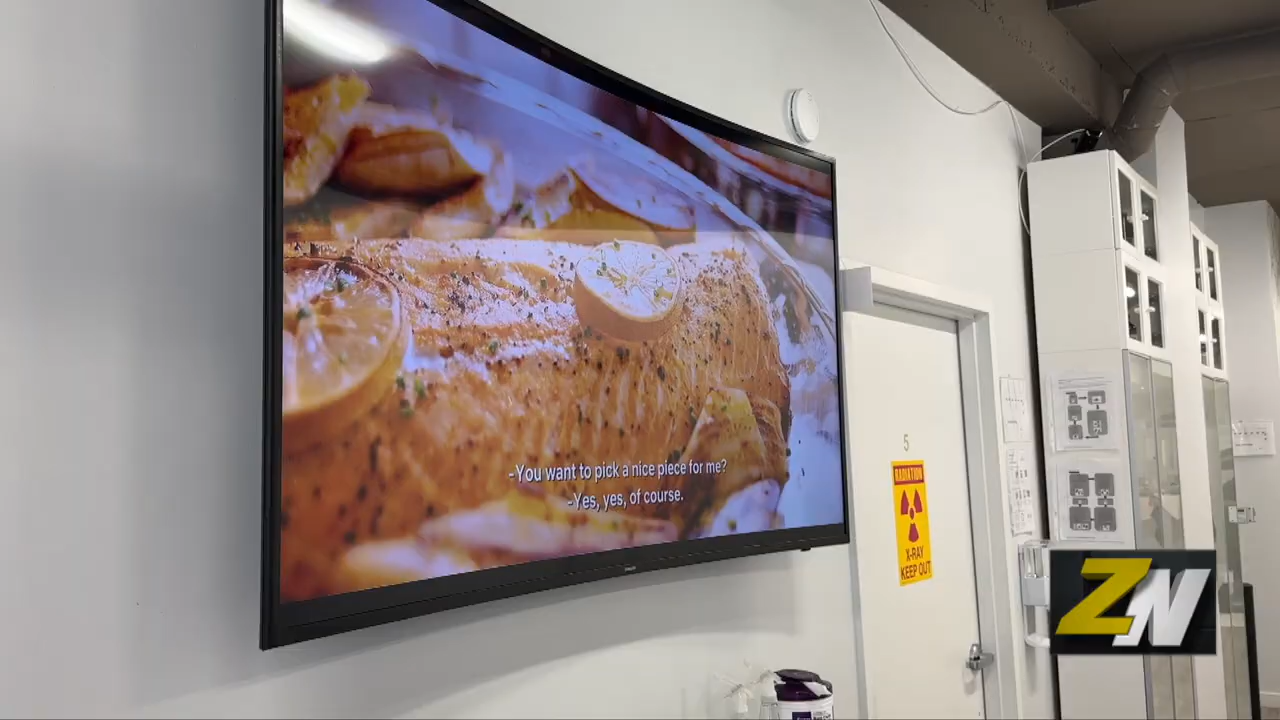 -You want to pick a nice piece for me?
-Yes, yes, of course.
5
RADIATION
X-RAY
KEEP OUT
ZN